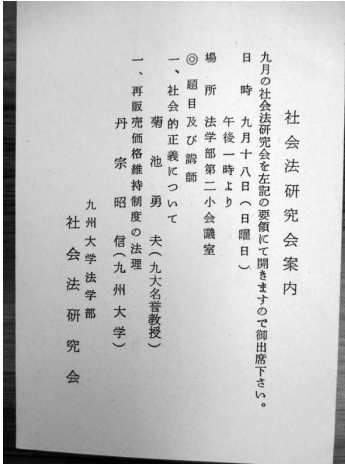 社会法研究会案内
九月の社会法研究会を左記の要領にて開きますので御出席下さい。
日時 九月十八日(日曜日)
午後一時より
場所 法学部第二小会議室
◎題目及び講師
一、社会的正義について
菊池勇夫(九大名誉教授)
一、再販売価格維持制度の法理
丹宗昭信(九州大学)
九州大学法学部
社会法研究会